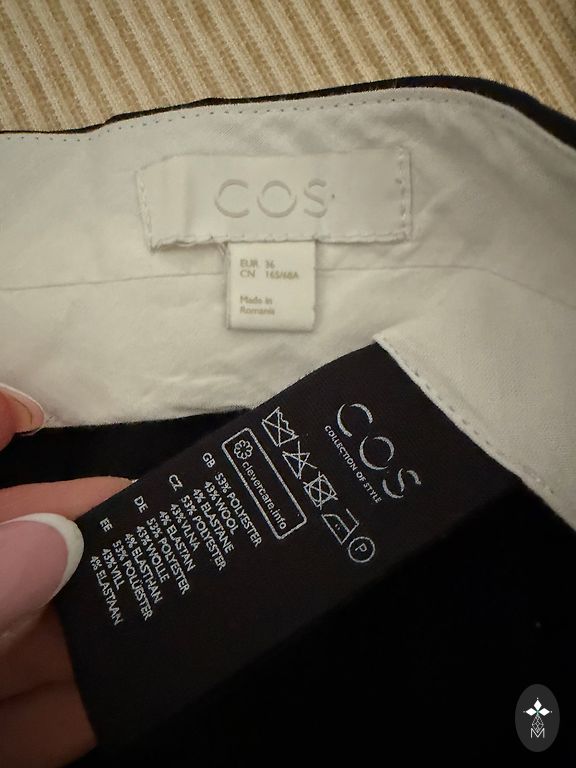 COS
EUR 36
CN 165/68A
Made in
Romania
COS
COLLECTION OF STYLE
P
clevercare.info
GB 53% POLYESTER
43% WOOL
4% ELASTANE
CZ 53% POLYESTER
43% VLNA
4% ELASTAN
DE 53% POLYESTER
43% WOLLE
4% ELASTHAN
EE 53% POLÜESTER
43% VILL
4% ELASTAAN
M